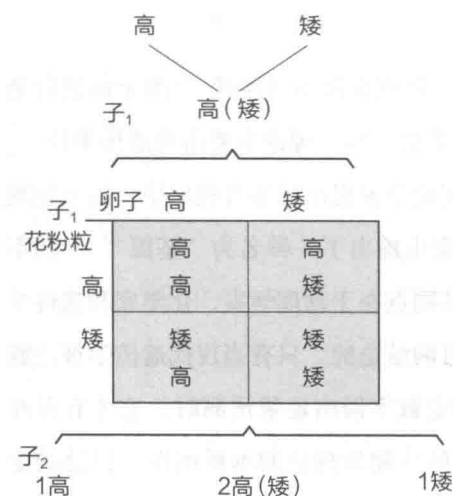 高 矮
子₁ 高(矮)
子₁ 卵子 高 矮
花粉粒
高 高
高 矮
高
矮 矮
矮 高 矮
子₂
1高 2高(矮) 1矮